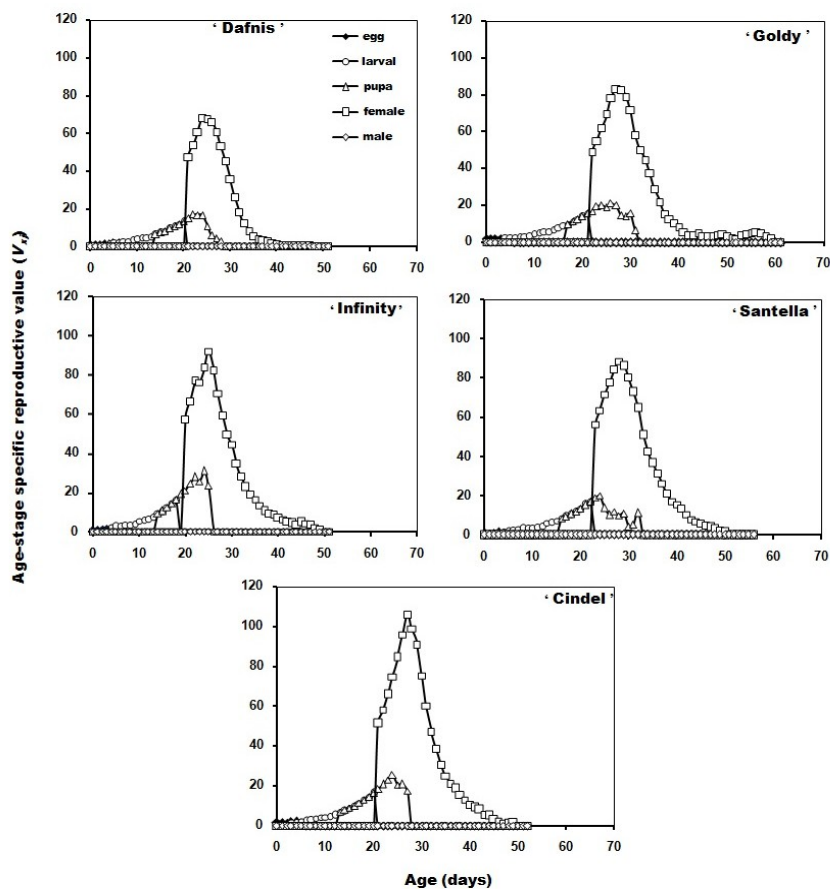 Age-stage specific reproductive value (Vx)
‘ Dafnis ’
egg
larval
pupa
female
male
120
100
80
60
40
20
0
0 10 20 30 40 50 60 70
‘ Goldy ’
120
100
80
60
40
20
0
0 10 20 30 40 50 60 70
‘ Infinity ’
120
100
80
60
40
20
0
0 10 20 30 40 50 60 70
‘ Santella ’
120
100
80
60
40
20
0
0 10 20 30 40 50 60 70
‘ Cindel ’
120
100
80
60
40
20
0
0 10 20 30 40 50 60 70
Age (days)